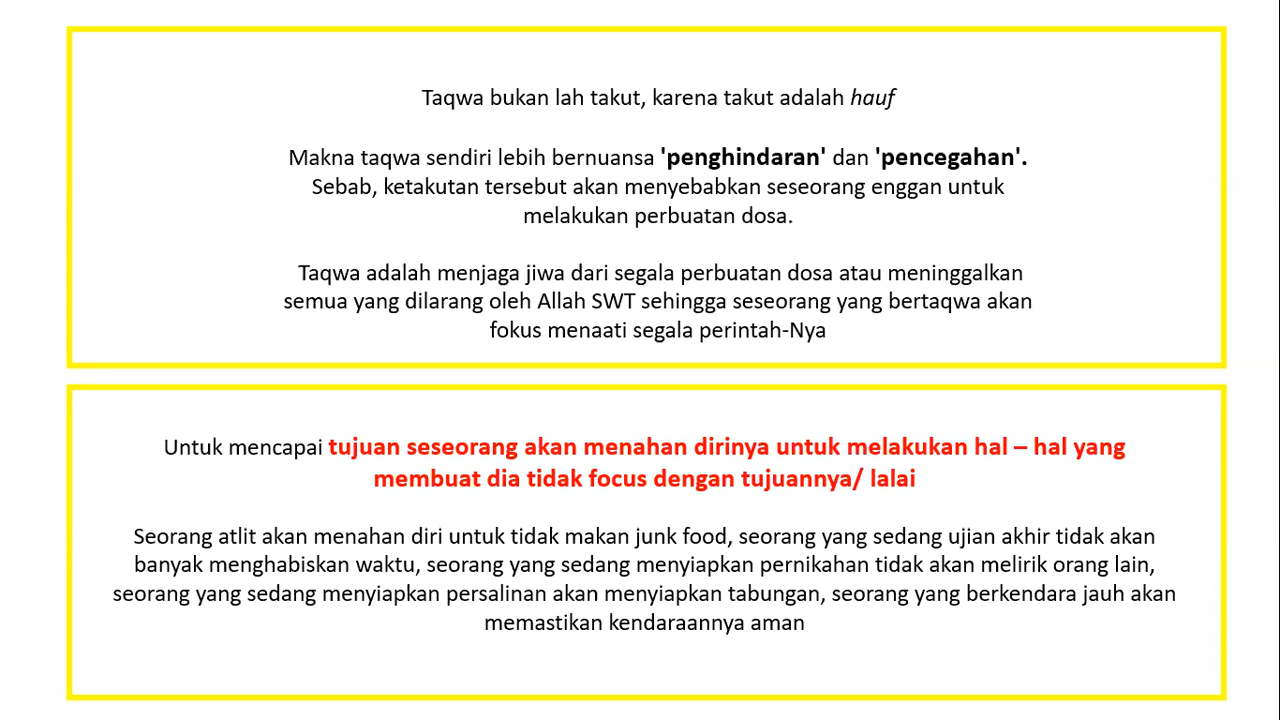 Taqwa bukan lah takut, karena takut adalah hauf
Makna taqwa sendiri lebih bernuansa 'penghindaran' dan 'pencegahan'.
Sebab, ketakutan tersebut akan menyebabkan seseorang enggan untuk
melakukan perbuatan dosa.
Taqwa adalah menjaga jiwa dari segala perbuatan dosa atau meninggalkan
semua yang dilarang oleh Allah SWT sehingga seseorang yang bertaqwa akan
fokus menaati segala perintah-Nya
Untuk mencapai tujuan seseorang akan menahan dirinya untuk melakukan hal – hal yang
membuat dia tidak focus dengan tujuannya/ lalai
Seorang atlit akan menahan diri untuk tidak makan junk food, seorang yang sedang ujian akhir tidak akan
banyak menghabiskan waktu, seorang yang sedang menyiapkan pernikahan tidak akan melirik orang lain,
seorang yang sedang menyiapkan persalinan akan menyiapkan tabungan, seorang yang berkendara jauh akan
memastikan kendaraannya aman